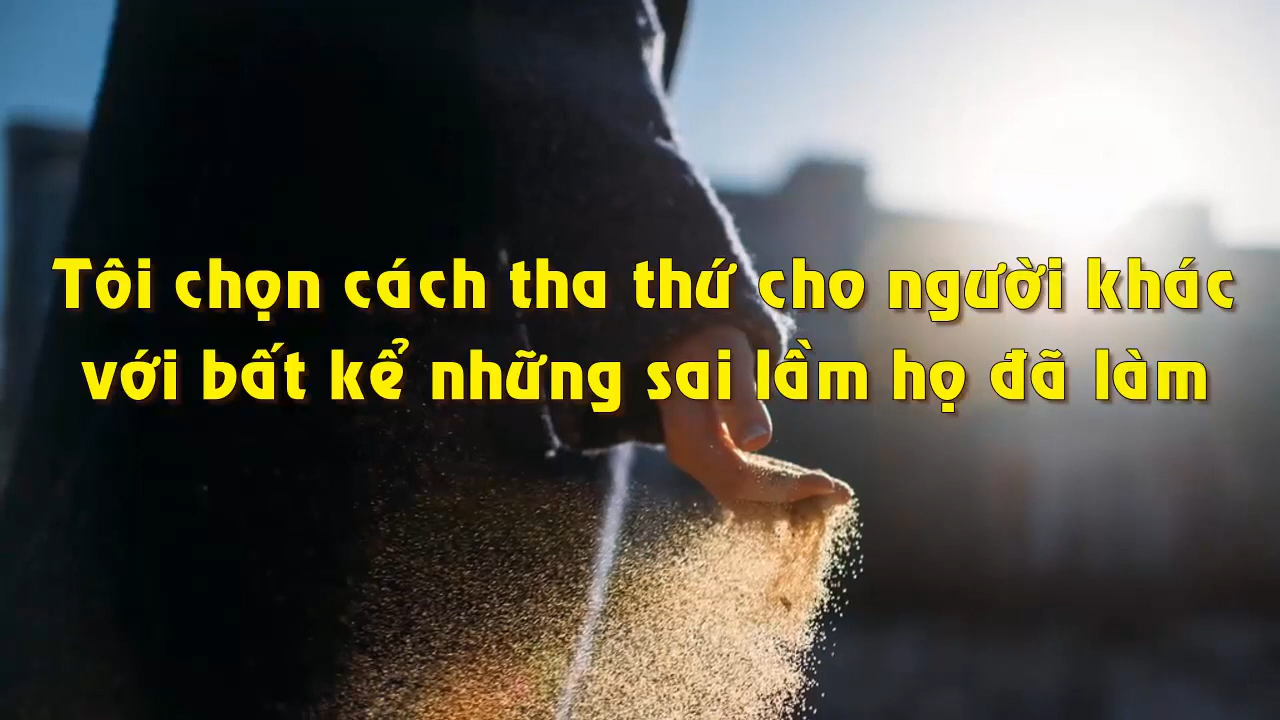 Tôi chọn cách tha thứ cho người khác
với bất kể những sai lầm họ đã làm